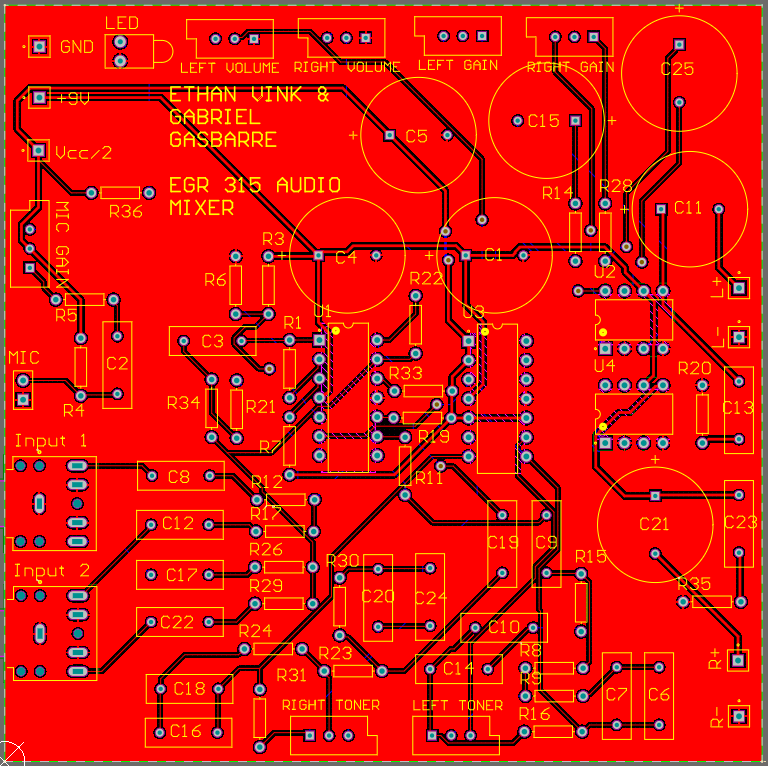 LED
GND
LEFT VOLUME
RIGHT VOLUME
LEFT GAIN
RIGHT GAIN
+
C25
+9V
ETHAN VINK &
GABRIEL
GASBARRE
+
C5
C15
+
Vcc/2
EGR 315 AUDIO
MIXER
R36
R14
R28
MIC GAIN
+
C11
R3
+
C4
+
C1
R6
R22
U2
L+
R5
U1
U3
R1
L-
C3
C2
MIC
U4
R20
R33
R4
R34
R21
C13
R19
Input 1
R7
R11
+
C8
R12
C12
R17
C21
C23
C19
C9
R26
R30
R15
Input 2
C17
R29
C20
C24
R35
C22
C10
R24
R23
R8
R+
C14
R31
R9
C18
C7
C6
RIGHT TONER
LEFT TONER
R16
R-
C16